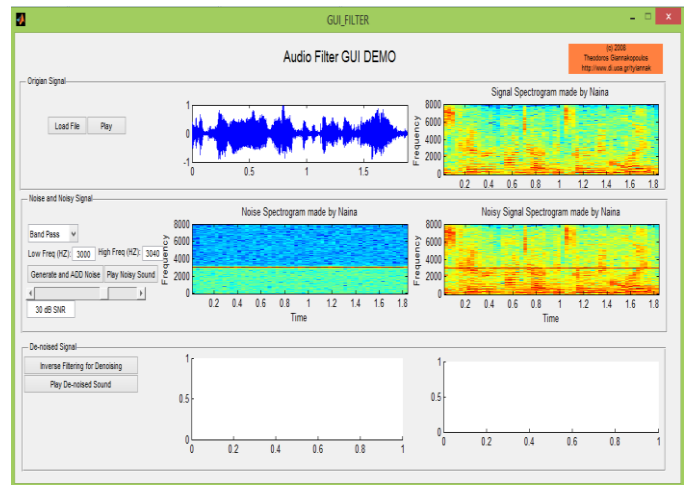 GUI_FILTER
Audio Filter GUI DEMO
(c) 2008
Theodoros Giannakopoulos
http://www.di.uoa.gr/tyiannak
Origian Signal
Load File Play
1
0
-1
0 0.5 1 1.5
Signal Spectrogram made by Naina
Frequency
8000
6000
4000
2000
0
0.2 0.4 0.6 0.8 1 1.2 1.4 1.6 1.8
Noise and Noisy Signal
Band Pass
Low Freq (HZ): 3000 High Freq (HZ): 3040
Generate and ADD Noise Play Noisy Sound
30 dB SNR
Noise Spectrogram made by Naina
Frequency
8000
6000
4000
2000
0
0.2 0.4 0.6 0.8 1 1.2 1.4 1.6 1.8
Time
Noisy Signal Spectrogram made by Naina
Frequency
8000
6000
4000
2000
0
0.2 0.4 0.6 0.8 1 1.2 1.4 1.6 1.8
Time
De-noised Signal
Inverse Filtering for Denoising
Play De-noised Sound
1
0.5
0
0 0.2 0.4 0.6 0.8 1
1
0.5
0
0 0.2 0.4 0.6 0.8 1